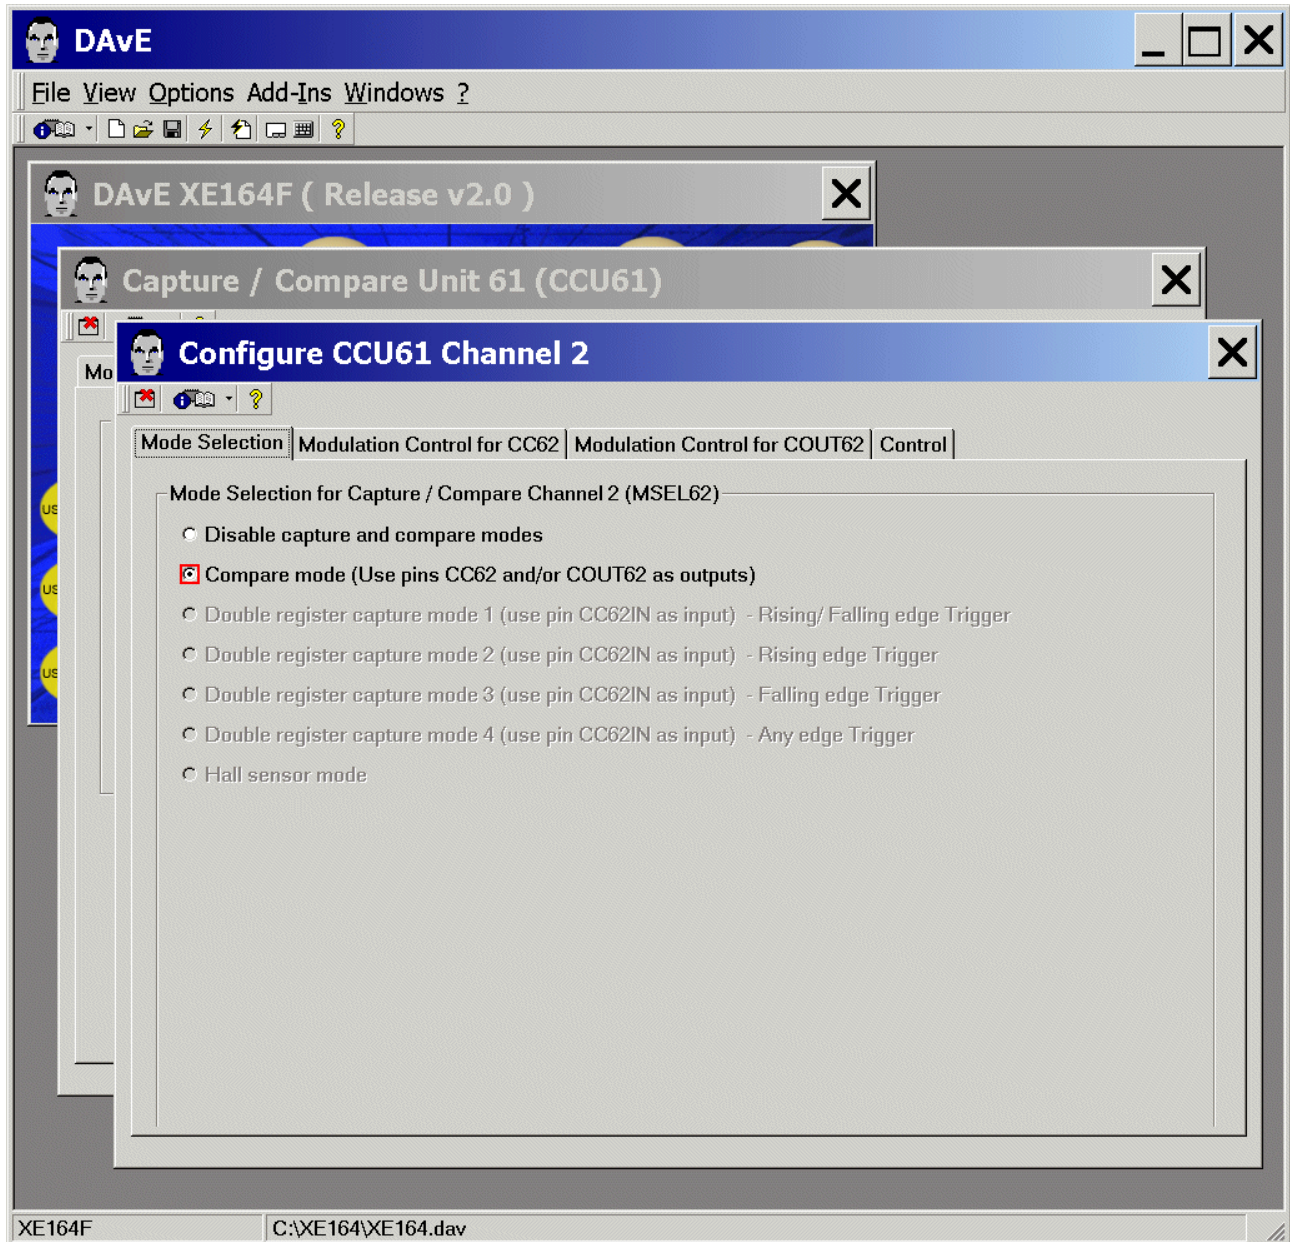 DAvE
File View Options Add-Ins Windows ?
DAvE XE164F ( Release v2.0 )
Capture / Compare Unit 61 (CCU61)
Configure CCU61 Channel 2
Mo
Mode Selection Modulation Control for CC62 Modulation Control for COUT62 Control
Mode Selection for Capture / Compare Channel 2 (MSEL62)
Disable capture and compare modes
Compare mode (Use pins CC62 and/or COUT62 as outputs)
Double register capture mode 1 (use pin CC62IN as input) - Rising/ Falling edge Trigger
Double register capture mode 2 (use pin CC62IN as input) - Rising edge Trigger
Double register capture mode 3 (use pin CC62IN as input) - Falling edge Trigger
Double register capture mode 4 (use pin CC62IN as input) - Any edge Trigger
Hall sensor mode
US
US
US
XE164F C:\XE164\XE164.dav